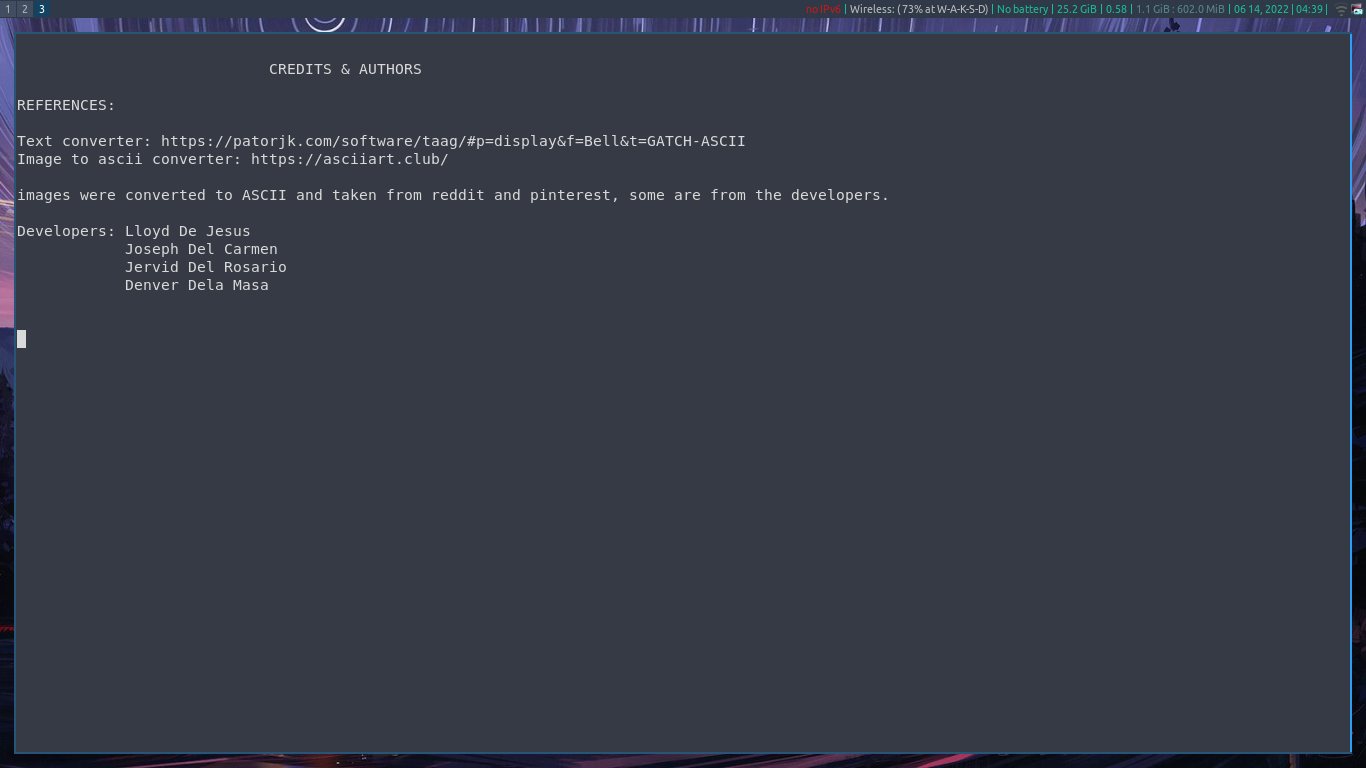 1 2 3 no IPv6 | Wireless: (73% at W-A-K-S-D) | No battery | 25.2 GiB | 0.58 | 1.1 GiB : 602.0 MiB | 06 14, 2022 | 04:39 |
CREDITS & AUTHORS
REFERENCES:
Text converter: https://patorjk.com/software/taag/#p=display&f=Bell&t=GATCH-ASCII
Image to ascii converter: https://asciiart.club/
images were converted to ASCII and taken from reddit and pinterest, some are from the developers.
Developers: Lloyd De Jesus
Joseph Del Carmen
Jervid Del Rosario
Denver Dela Masa